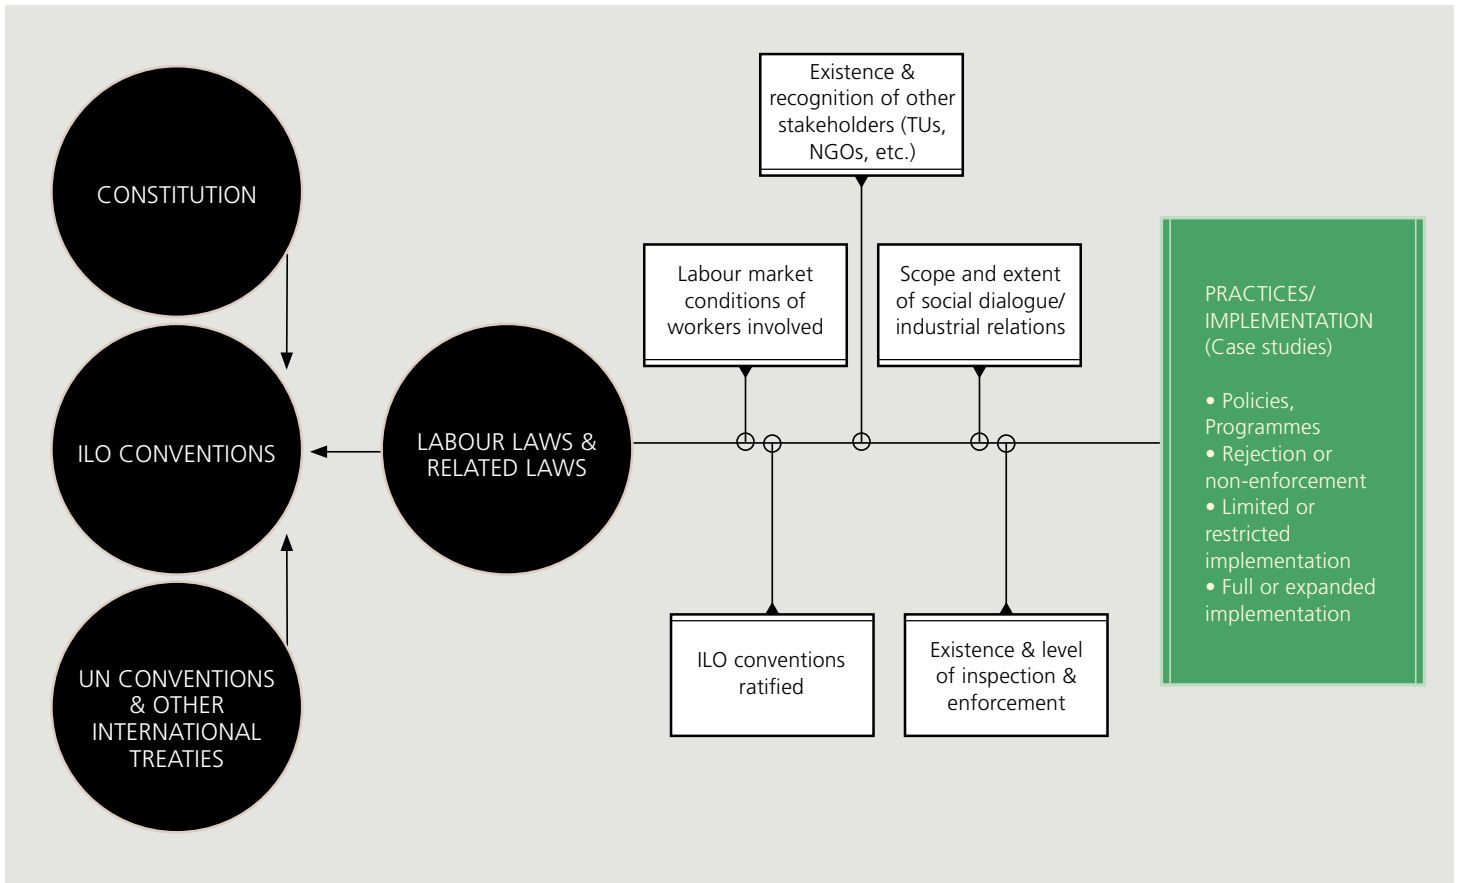 CONSTITUTION
ILO CONVENTIONS
UN CONVENTIONS
& OTHER
INTERNATIONAL
TREATIES
LABOUR LAWS &
RELATED LAWS
Existence &
recognition of other
stakeholders (TUs,
NGOs, etc.)
Labour market
conditions of
workers involved
Scope and extent
of social dialogue/
industrial relations
ILO conventions
ratified
Existence & level
of inspection &
enforcement
PRACTICES/
IMPLEMENTATION
(Case studies)
• Policies,
Programmes
• Rejection or
non-enforcement
• Limited or
restricted
implementation
• Full or expanded
implementation